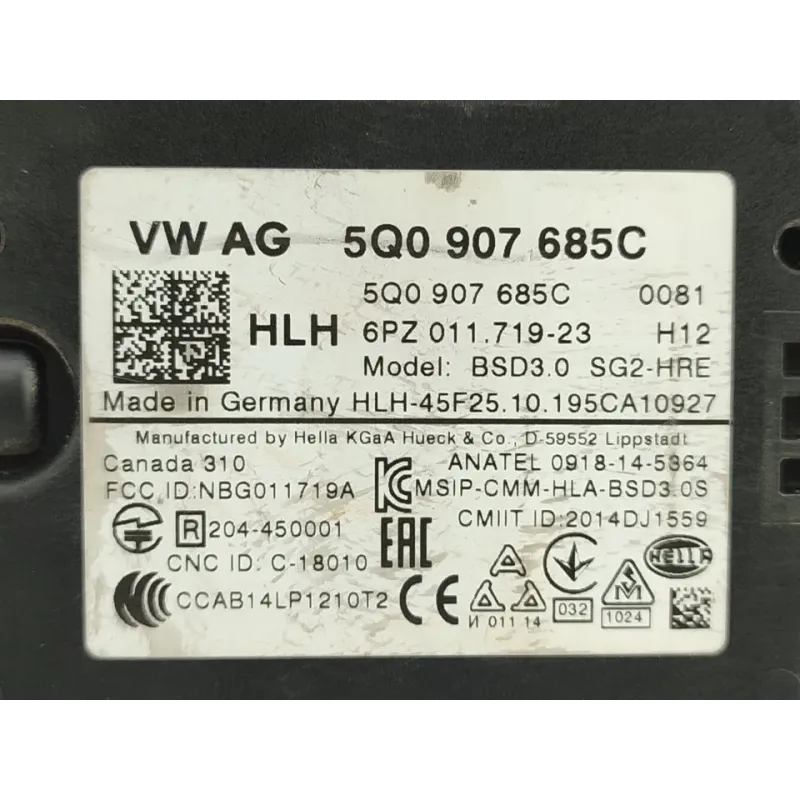 VW AG 5Q0 907 685C
5Q0 907 685C 0081
HLH 6PZ 011.719-23 H12
Model: BSD3.0 SG2-HRE
Made in Germany HLH-45F25.10.195CA10927
Manufactured by Hella KGaA Hueck & Co., D-59552 Lippstadt
Canada 310 ANATEL 0918-14-5364
FCC ID:NBG011719A MSIP-CMM-HLA-BSD3.0S
R 204-450001 CMIIT ID:2014DJ1559
CNC ID: C-18010 EAC HELLA
CCAB14LP1210T2 CE
И 011 14 032 1024